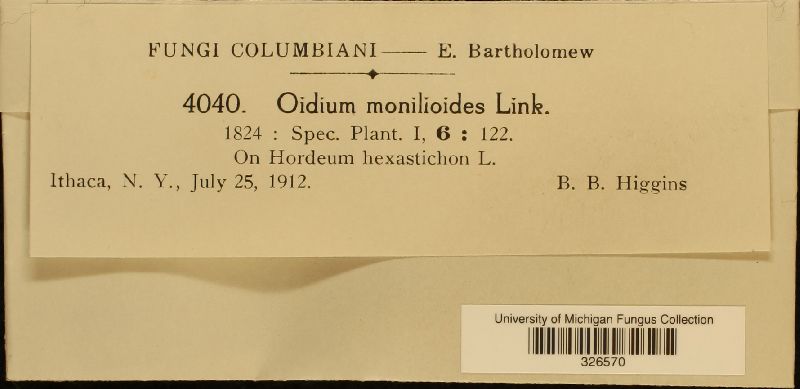 FUNGI COLUMBIANI—— E. Bartholomew
4040. Oidium monilioides Link.
1824 : Spec. Plant. I, 6 : 122.
On Hordeum hexastichon L.
Ithaca, N. Y., July 25, 1912. B. B. Higgins
University of Michigan Fungus Collection
326570